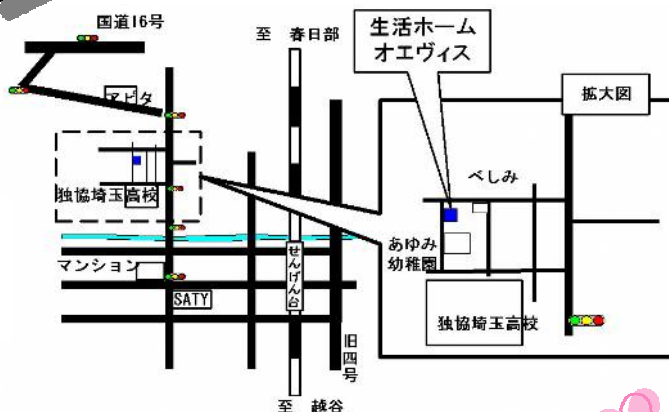 国道16号
至 春日部
生活ホーム
オエヴィス
拡大図
アピタ
べしみ
独協埼玉高校
あゆみ
幼稚園
せんげん台
マンション
SATY
独協埼玉高校
旧四号
至 越谷